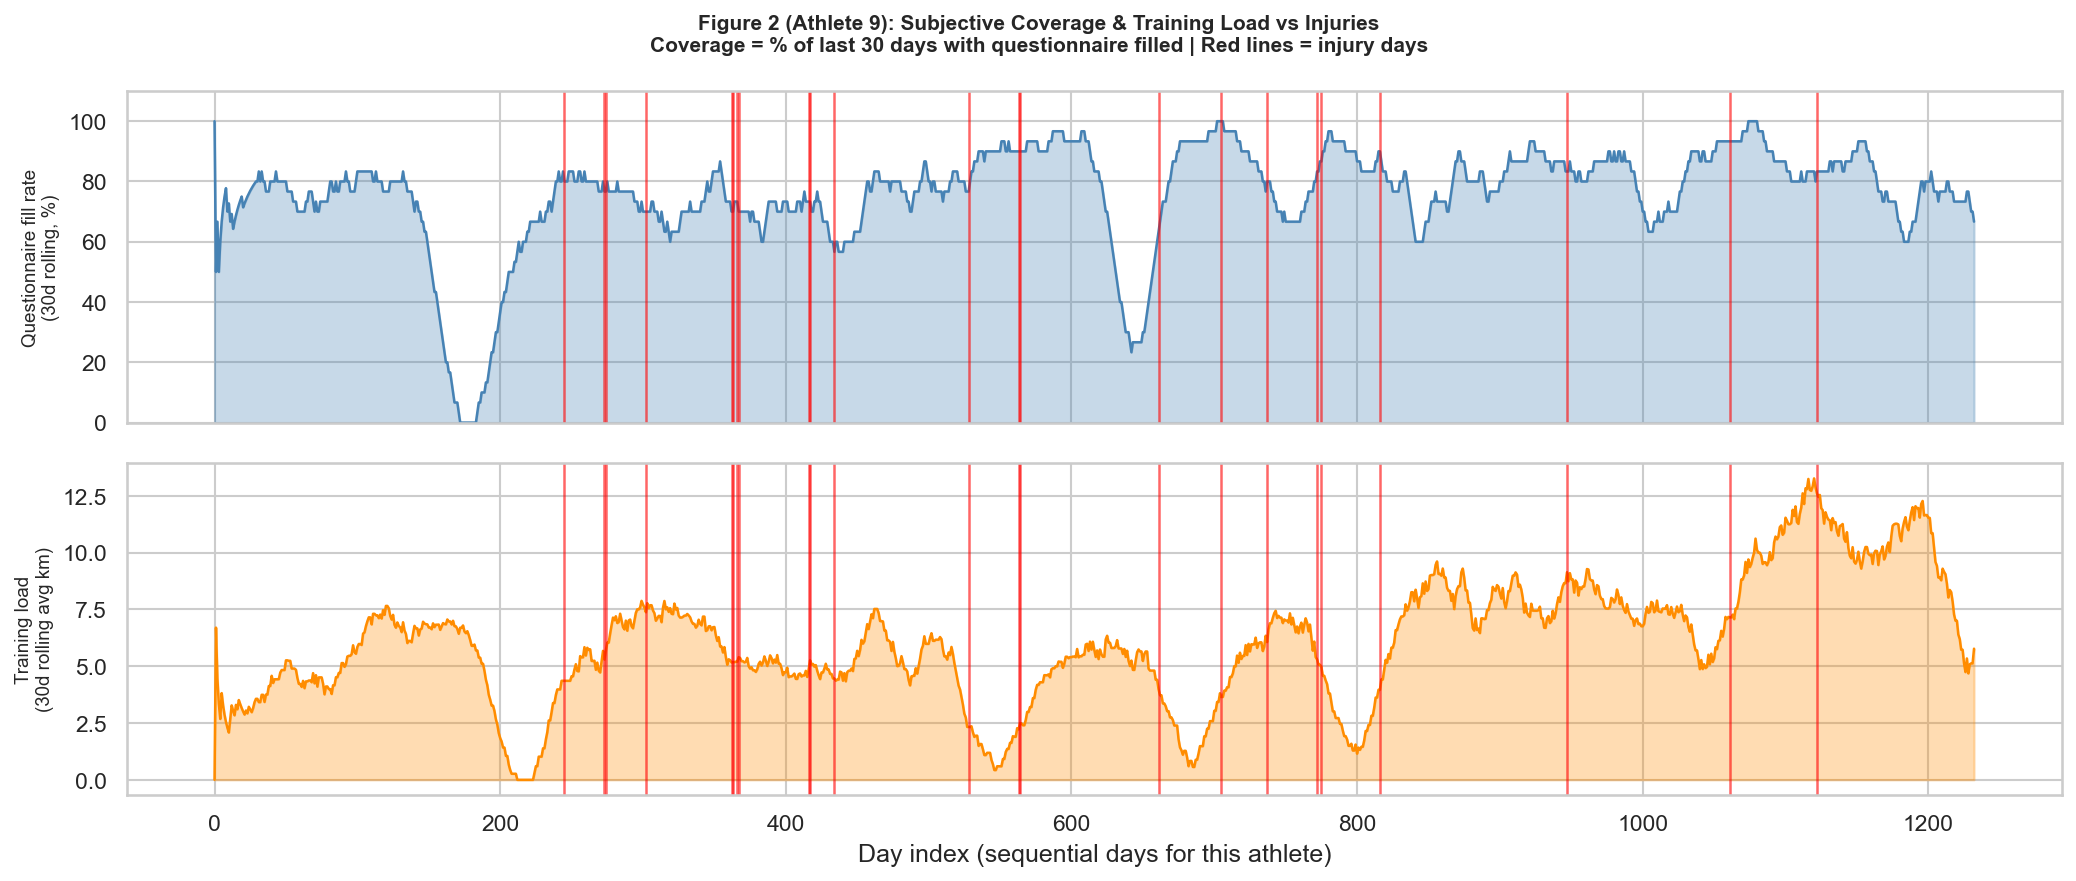 Figure 2 (Athlete 9): Subjective Coverage & Training Load vs Injuries
Coverage = % of last 30 days with questionnaire filled | Red lines = injury days
Questionnaire fill rate
(30d rolling, %)
100
80
60
40
20
0
Training load
(30d rolling avg km)
12.5
10.0
7.5
5.0
2.5
0.0
0 200 400 600 800 1000 1200
Day index (sequential days for this athlete)